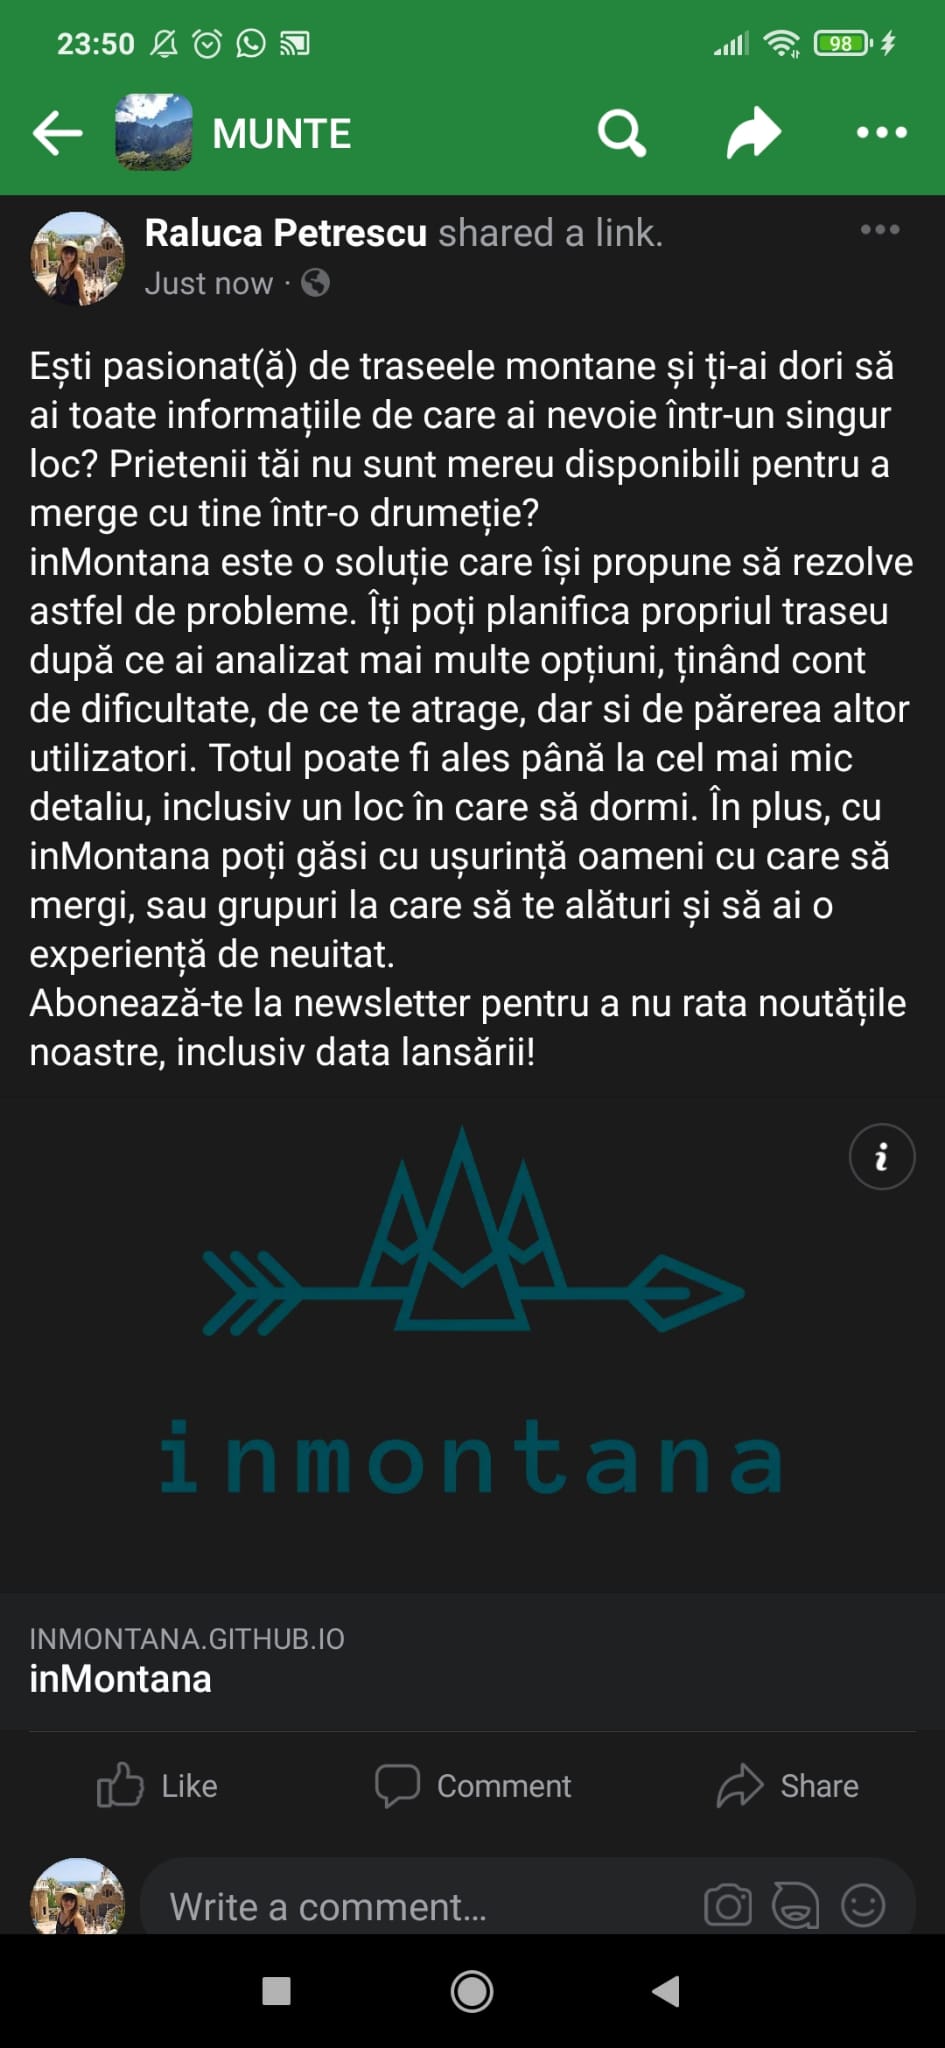 23:50
98
MUNTE
Raluca Petrescu shared a link.
Just now ·
Ești pasionat(ă) de traseele montane și ți-ai dori să
ai toate informațiile de care ai nevoie într-un singur
loc? Prietenii tăi nu sunt mereu disponibili pentru a
merge cu tine într-o drumeție?
inMontana este o soluție care își propune să rezolve
astfel de probleme. Îți poți planifica propriul traseu
după ce ai analizat mai multe opțiuni, ținând cont
de dificultate, de ce te atrage, dar si de părerea altor
utilizatori. Totul poate fi ales până la cel mai mic
detaliu, inclusiv un loc în care să dormi. În plus, cu
inMontana poți găsi cu ușurință oameni cu care să
mergi, sau grupuri la care să te alături și să ai o
experiență de neuitat.
Abonează-te la newsletter pentru a nu rata noutățile
noastre, inclusiv data lansării!
i
inmontana
INMONTANA.GITHUB.IO
inMontana
Like
Comment
Share
Write a comment...